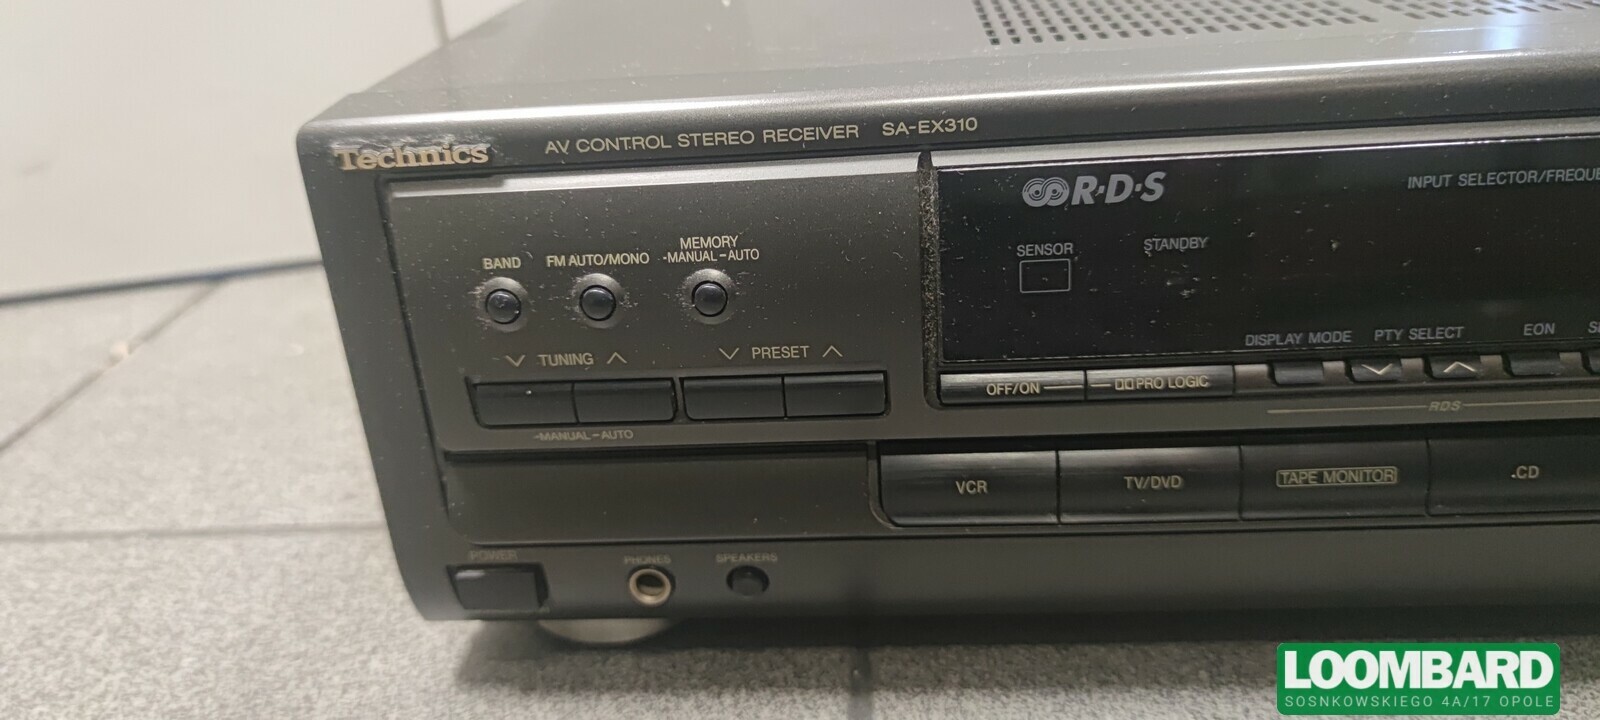 Technics
AV CONTROL STEREO RECEIVER SA-EX310
R·D·S
INPUT SELECTOR/FREQUE
SENSOR
STANDBY
BAND
FM AUTO/MONO
MEMORY
-MANUAL -AUTO
TUNING
PRESET
-MANUAL -AUTO
DISPLAY MODE
PTY SELECT
EON
OFF/ON
PRO LOGIC
RDS
VCR
TV/DVD
TAPE MONITOR
CD
POWER
PHONES
SPEAKERS
LOOMBARD
SOSNKOWSKIEGO 4A/17 OPOLE